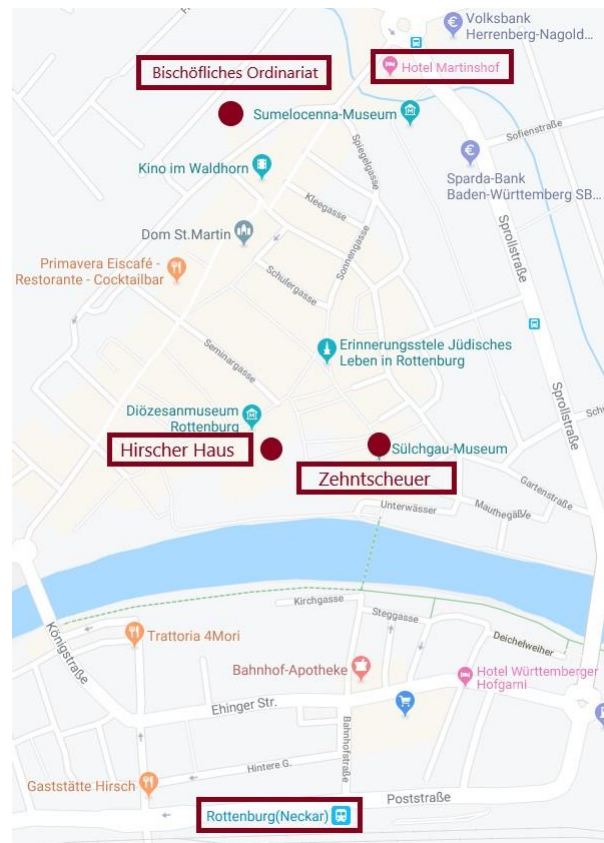 Volksbank
Herrenberg-Nagold...
Bischöfliches Ordinariat
Hotel Martinshof
Sumelocenna-Museum
Sofienstraße
Spiegelgasse
Kino im Waldhorn
Sparda-Bank
Baden-Württemberg SB...
Kleegasse
Dom St.Martin
Sprollstraße
Sonnengasse
Primavera Eiscafé -
Restorante - Cocktailbar
Schulergasse
Erinnerungsstele Jüdisches
Leben in Rottenburg
Seminargasse
Sprollstraße
Diözesanmuseum
Rottenburg
Sch
Hirscher Haus
Sülchgau-Museum
Zehntscheuer
Gartenstraße
Unterwässer
Mauthegäßle
Kirchgasse
Steggasse
Königstraße
Trattoria 4Mori
Deichelweiher
Bahnhof-Apotheke
Hotel Württemberger
Hofgarni
Ehinger Str.
Bahnhofstraße
Hintere G.
Gaststätte Hirsch
Poststraße
Rottenburg(Neckar)